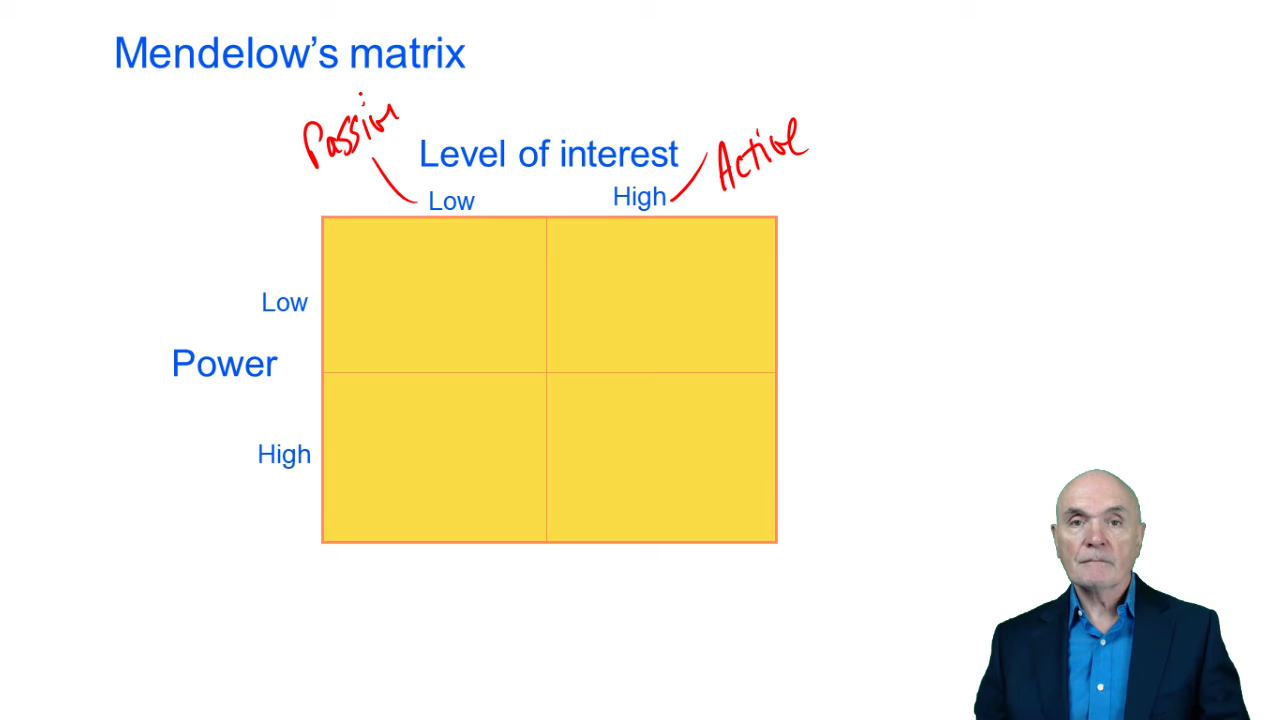 Mendelow's matrix
Passive
Level of interest
Active
Low
High
Low
Power
High